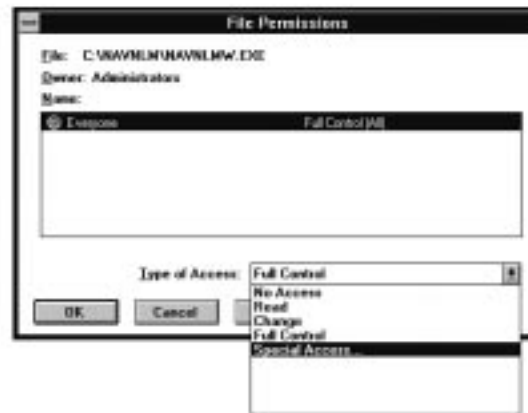 File Permissions
File: C:\NAVNLM\NAVNLMW.EXE
Owner: Administrators
Name:
Everyone Full Control (All)
Type of Access: Full Control
No Access
Read
Change
Full Control
Special Access...
OK Cancel